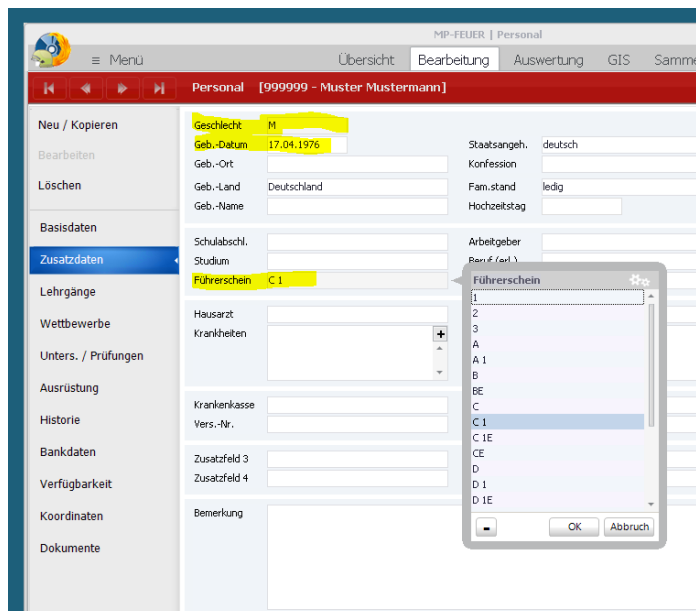 MP-FEUER | Personal
≡ Menü Übersicht Bearbeitung Auswertung GIS Samme
Personal [999999 - Muster Mustermann]
Neu / Kopieren
Bearbeiten
Löschen
Basisdaten
Zusatzdaten
Lehrgänge
Wettbewerbe
Unters. / Prüfungen
Ausrüstung
Historie
Bankdaten
Verfügbarkeit
Koordinaten
Dokumente
Geschlecht M
Geb.-Datum 17.04.1976 Staatsangeh. deutsch
Geb.-Ort Konfession
Geb.-Land Deutschland Fam.stand ledig
Geb.-Name Hochzeitstag
Schulabschl. Arbeitgeber
Studium Beruf (erl.)
Führerschein C 1
Hausarzt
Krankheiten +
Krankenkasse
Vers.-Nr.
Zusatzfeld 3
Zusatzfeld 4
Bemerkung
Führerschein
1
2
3
A
A 1
B
BE
C
C 1
C 1E
CE
D
D 1
D 1E
- OK Abbruch